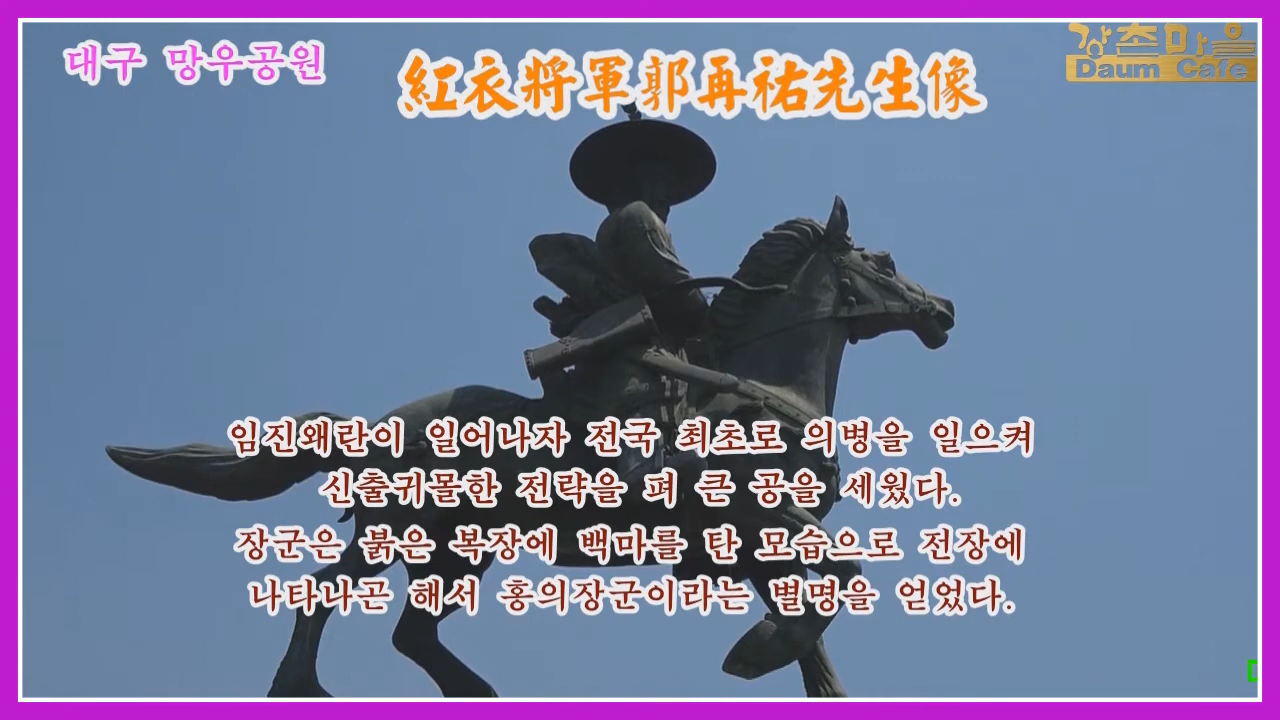 대구 망우공원
紅衣將軍郭再祐先生像
강촌마을
Daum Cafe
임진왜란이 일어나자 전국 최초로 의병을 일으켜
신출귀몰한 전략을 펴 큰 공을 세웠다.
장군은 붉은 복장에 백마를 탄 모습으로 전장에
나타나곤 해서 홍의장군이라는 별명을 얻었다.